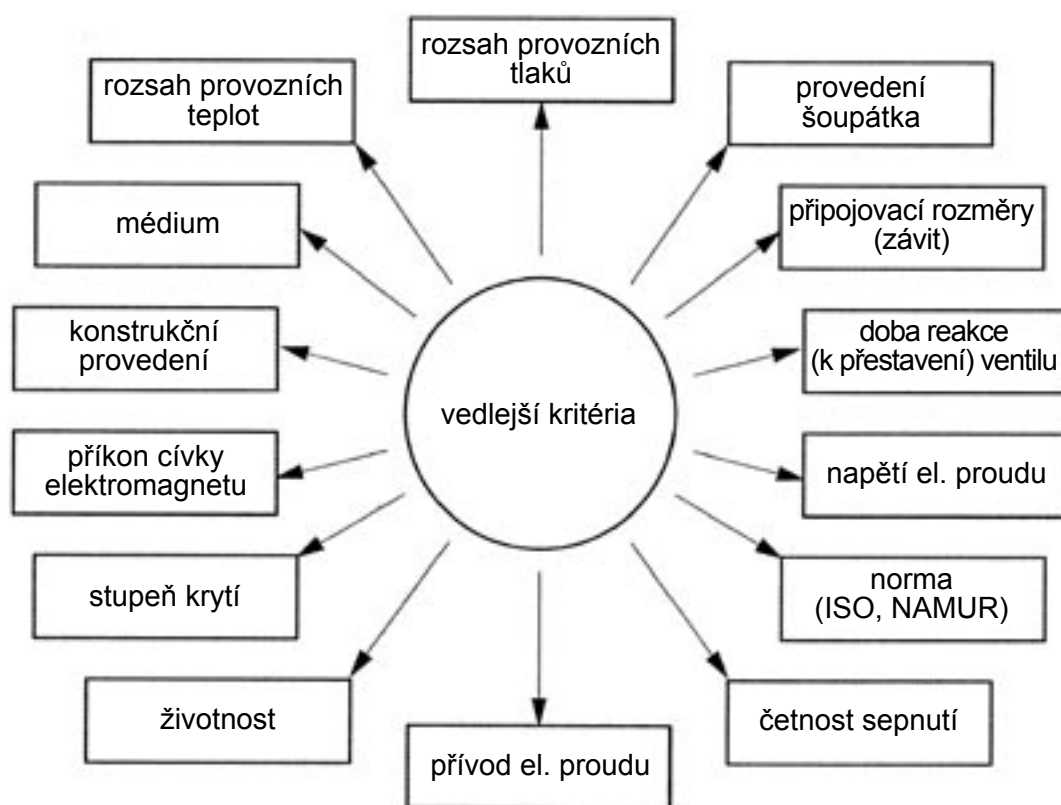 rozsah provozních
tlaků
rozsah provozních
teplot
provedení
šoupátka
médium
připojovací rozměry
(závit)
konstrukční
provedení
doba reakce
(k přestavení) ventilu
vedlejší kritéria
příkon cívky
elektromagnetu
napětí el. proudu
stupeň krytí
norma
(ISO, NAMUR)
životnost
četnost sepnutí
přívod el. proudu